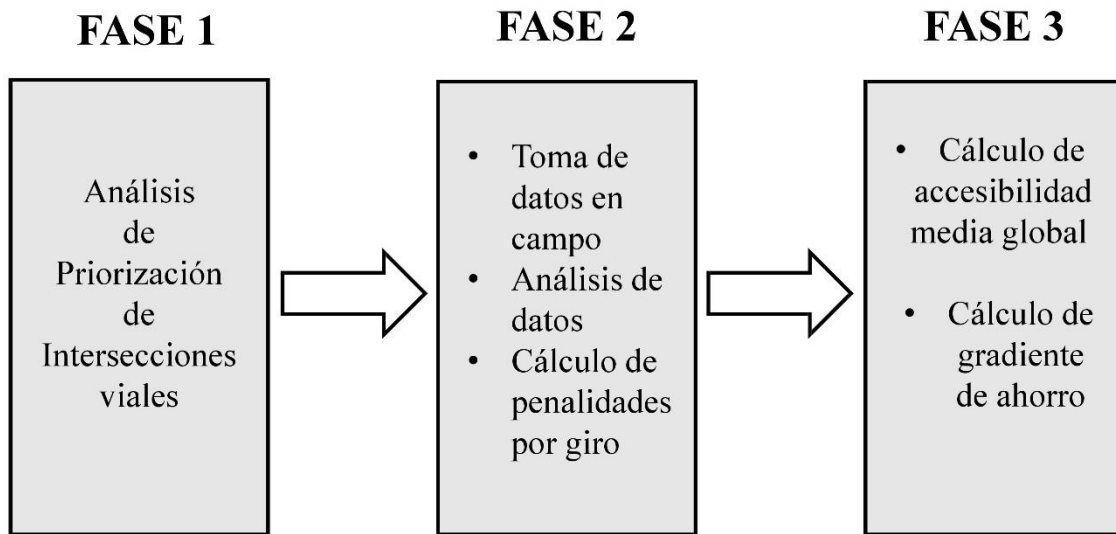 FASE 1
Análisis
de
Priorización
de
Intersecciones
viales
FASE 2
• Toma de
datos en
campo
• Análisis de
datos
• Cálculo de
penalidades
por giro
FASE 3
• Cálculo de
accesibilidad
media global
• Cálculo de
gradiente
de ahorro